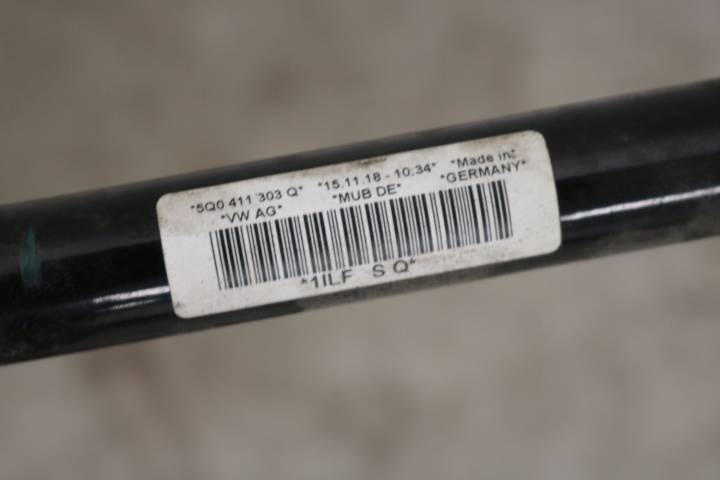 *5Q0 411 303 Q* *15.11.18 - 10:34* *Made in*
*VW AG* *MUB DE* *GERMANY*
*1ILF S Q*